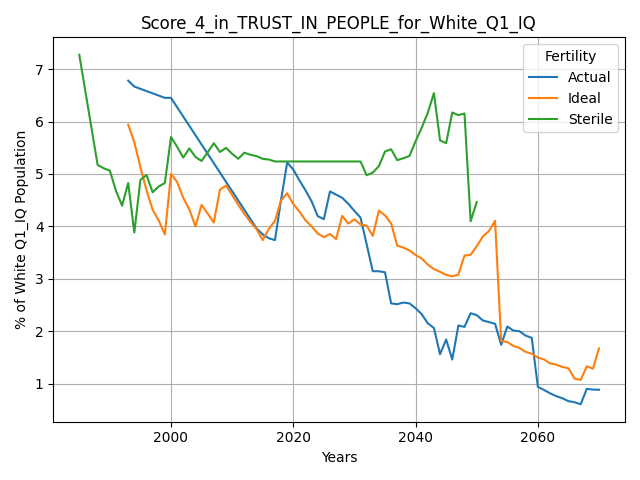 Score_4_in_TRUST_IN_PEOPLE_for_White_Q1_IQ
Fertility
Actual
Ideal
Sterile
% of White Q1_IQ Population
7
6
5
4
3
2
1
2000 2020 2040 2060
Years